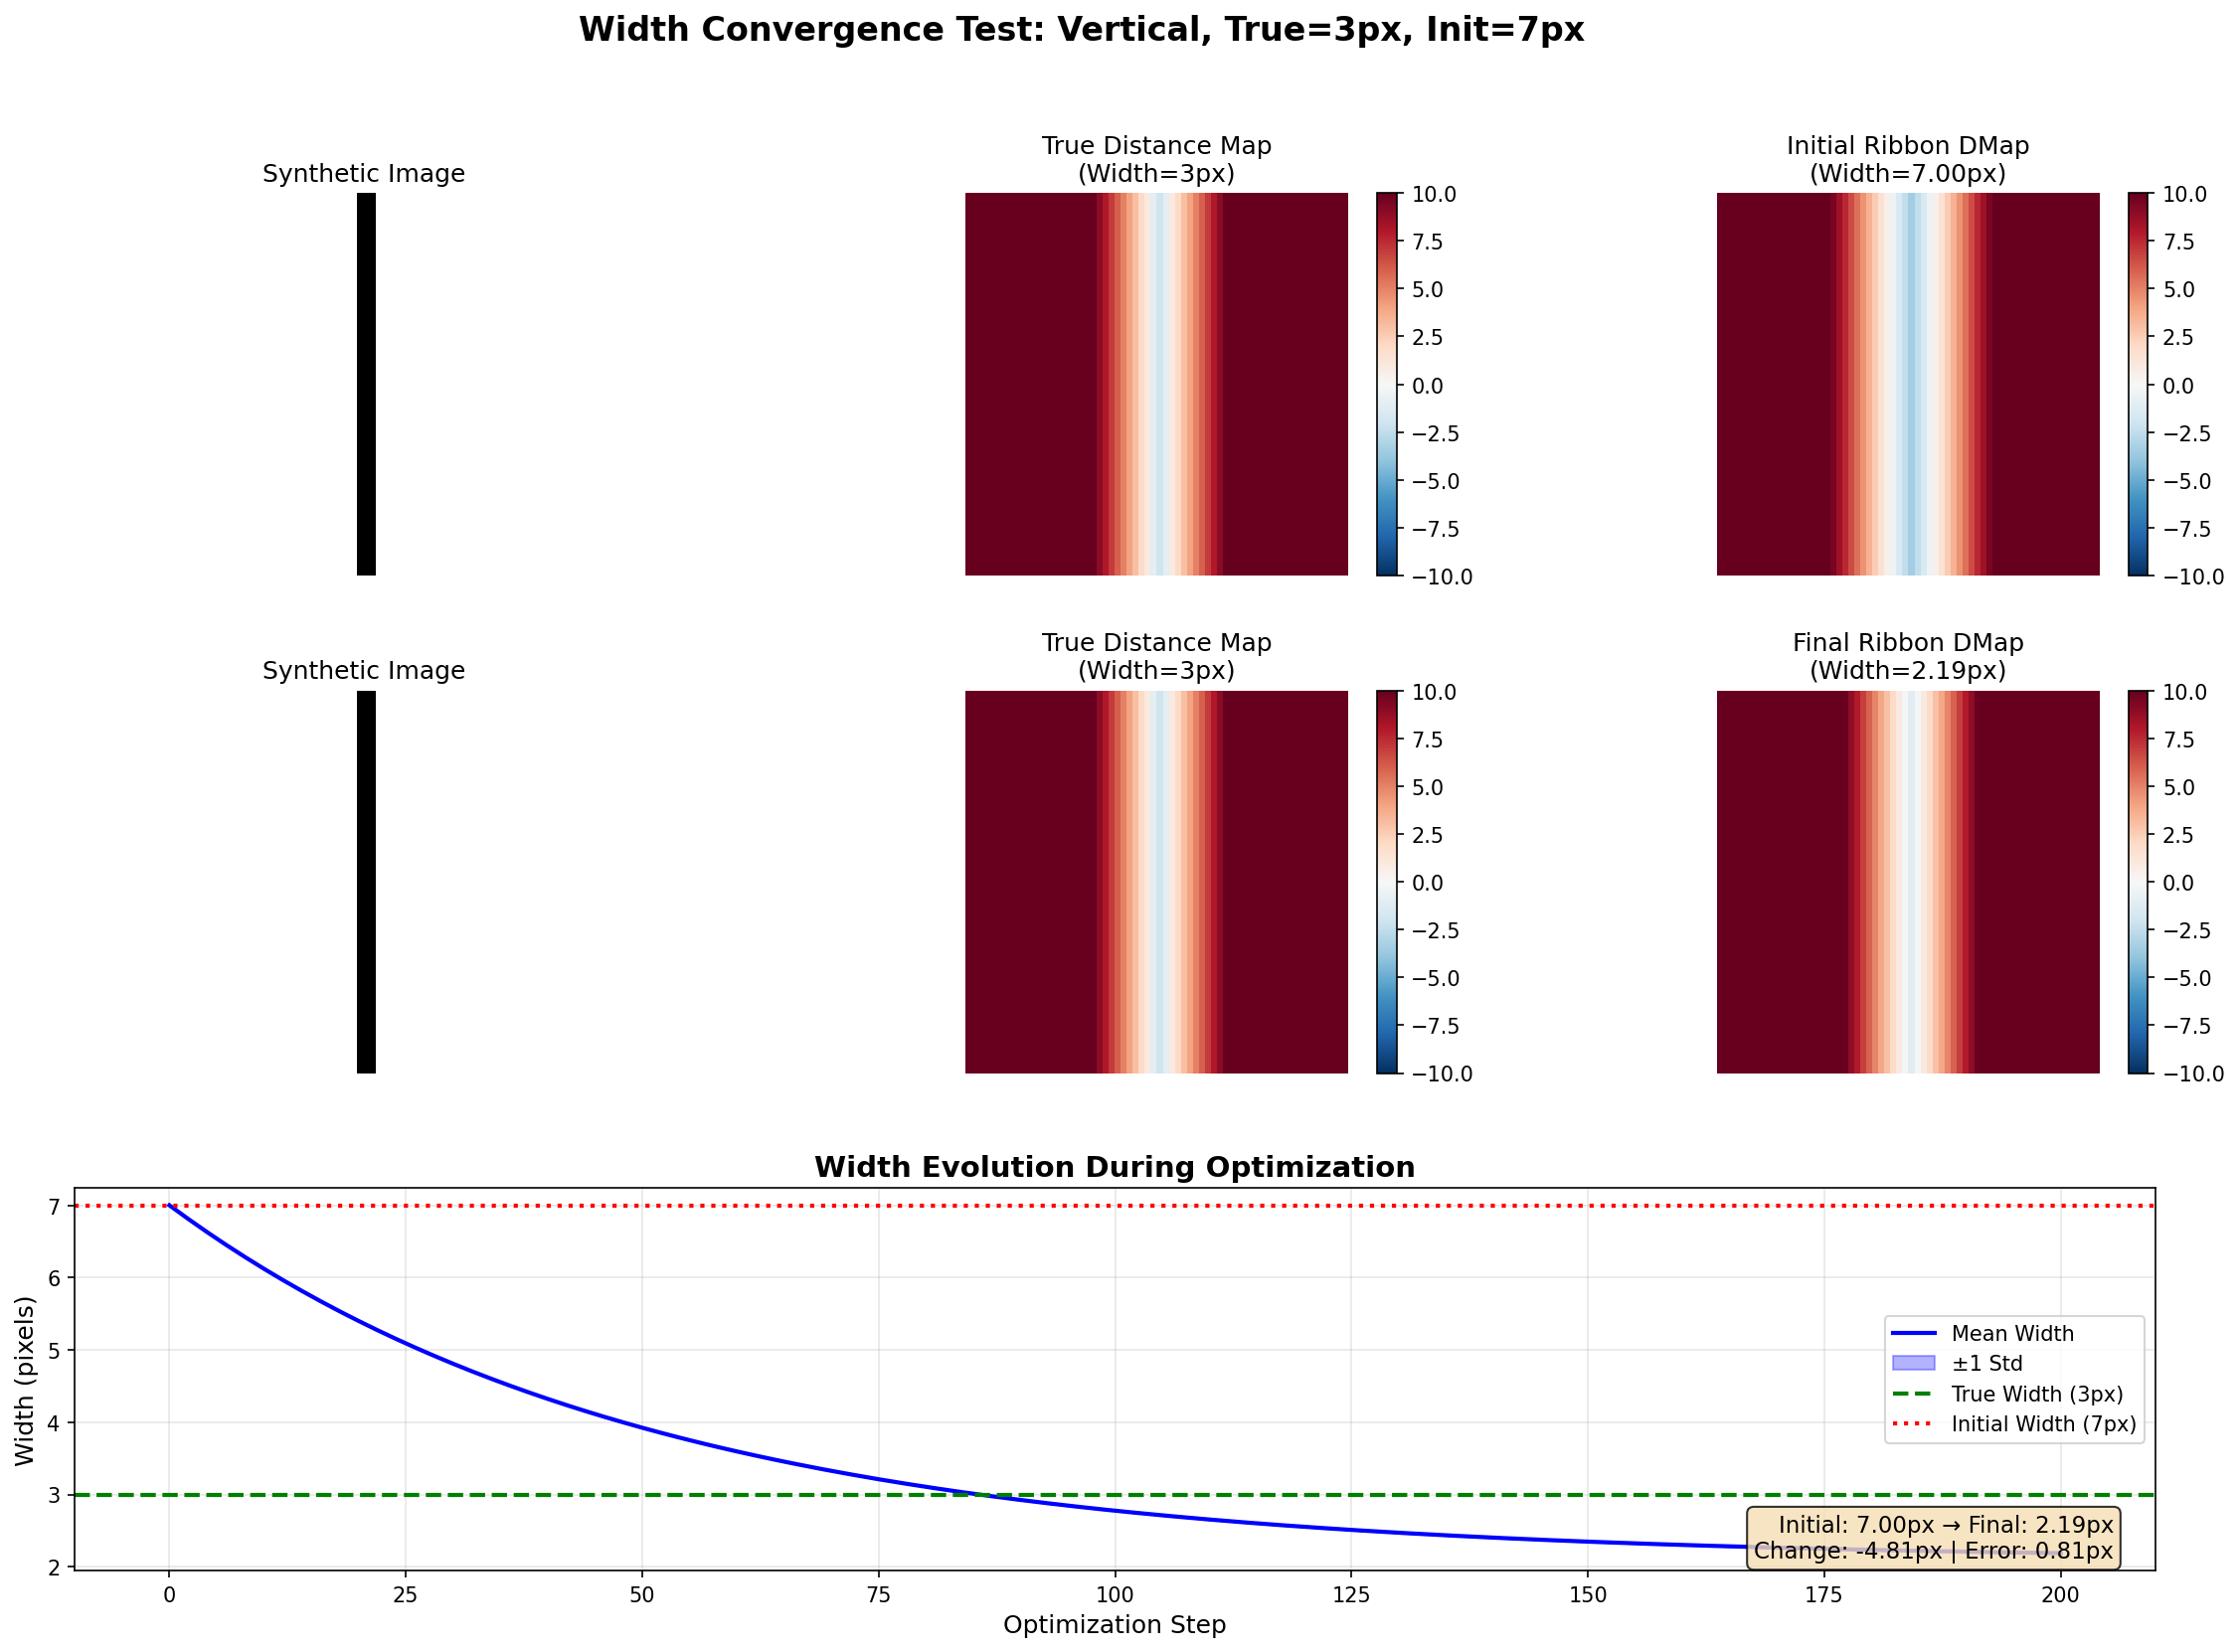 Width Convergence Test: Vertical, True=3px, Init=7px
Synthetic Image
True Distance Map
(Width=3px)
Initial Ribbon DMap
(Width=7.00px)
10.0
7.5
5.0
2.5
0.0
−2.5
−5.0
−7.5
−10.0
10.0
7.5
5.0
2.5
0.0
−2.5
−5.0
−7.5
−10.0
Synthetic Image
True Distance Map
(Width=3px)
Final Ribbon DMap
(Width=2.19px)
10.0
7.5
5.0
2.5
0.0
−2.5
−5.0
−7.5
−10.0
10.0
7.5
5.0
2.5
0.0
−2.5
−5.0
−7.5
−10.0
Width Evolution During Optimization
Width (pixels)
7
6
5
4
3
2
Mean Width
±1 Std
True Width (3px)
Initial Width (7px)
Initial: 7.00px → Final: 2.19px
Change: -4.81px | Error: 0.81px
0 25 50 75 100 125 150 175 200
Optimization Step